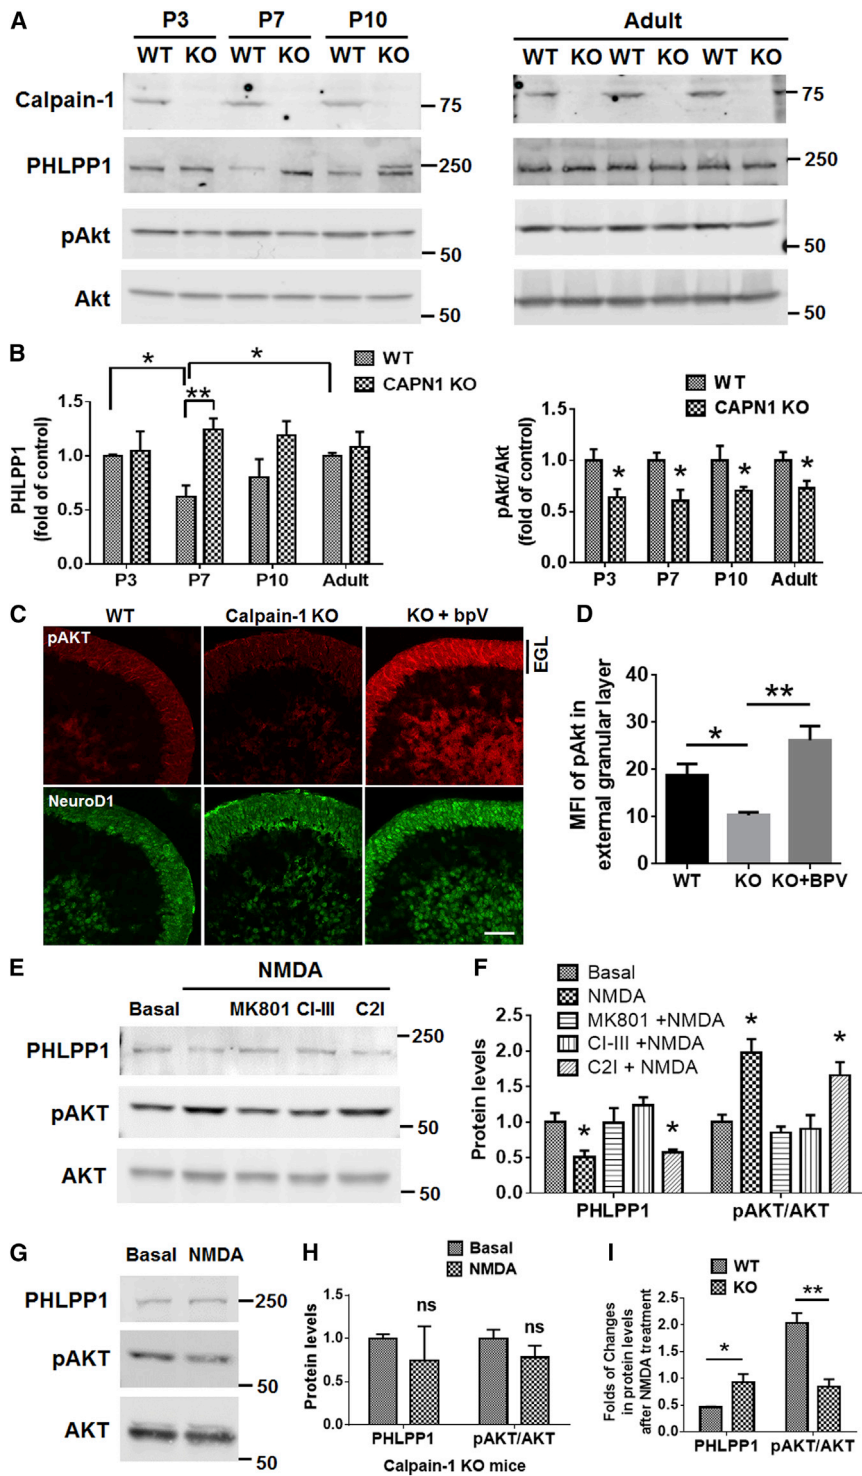 A
P3 P7 P10
WT KO WT KO WT KO
Calpain-1
75
PHLPP1
250
pAkt
50
Akt
50
Adult
WT KO WT KO WT KO
75
250
50
50
B
* *
WT
CAPN1 KO
**
PHLPP1
(fold of control)
1.5
1.0
0.5
0.0
P3 P7 P10 Adult
WT
CAPN1 KO
pAkt/Akt
(fold of control)
1.5
1.0
0.5
0.0
* * * *
P3 P7 P10 Adult
C
WT Calpain-1 KO KO + bpV
pAKT
EGL
NeuroD1
D
MFI of pAkt in
external granular layer
40
30
20
10
0
* **
WT KO KO+BPV
E
NMDA
Basal MK801 CI-III C2I
PHLPP1
250
pAKT
50
AKT
50
F
Basal
NMDA
MK801 +NMDA
CI-III +NMDA
C2I + NMDA
Protein levels
2.5
2.0
1.5
1.0
0.5
0.0
* * * *
PHLPP1 pAKT/AKT
G
Basal NMDA
PHLPP1
250
pAKT
50
AKT
50
H
Basal
NMDA
Protein levels
1.5
1.0
0.5
0.0
ns ns
PHLPP1 pAKT/AKT
Calpain-1 KO mice
I
WT
KO
Folds of Changes
in protein levels
after NMDA treatment
2.5
2.0
1.5
1.0
0.5
0.0
* **
PHLPP1 pAKT/AKT